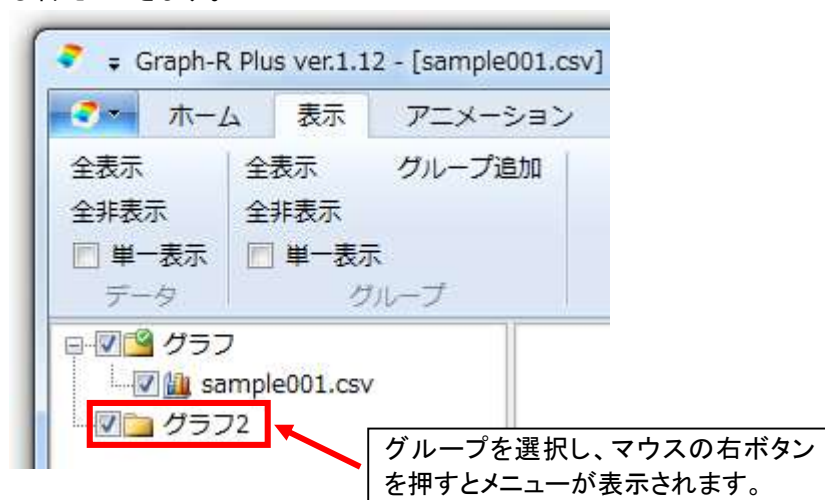 Graph-R Plus ver.1.12 - [sample001.csv]
ホーム 表示 アニメーション
全表示 全表示 グループ追加
全非表示 全非表示
単一表示 単一表示
データ グループ
グラフ
sample001.csv
グラフ2
グループを選択し、マウスの右ボタン
を押すとメニューが表示されます。